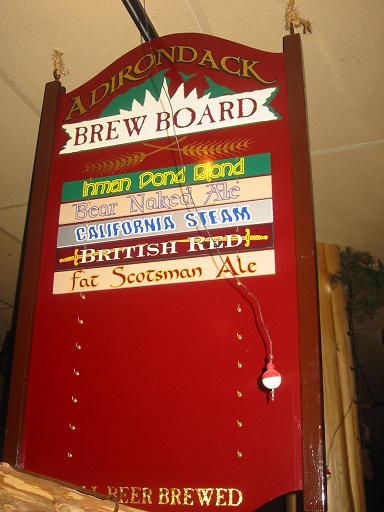 ADIRONDACK
BREW BOARD
Inman Pond Blond
Bear Naked Ale
CALIFORNIA STEAM
BRITISH RED
Fat Scotsman Ale
BEER BREWED